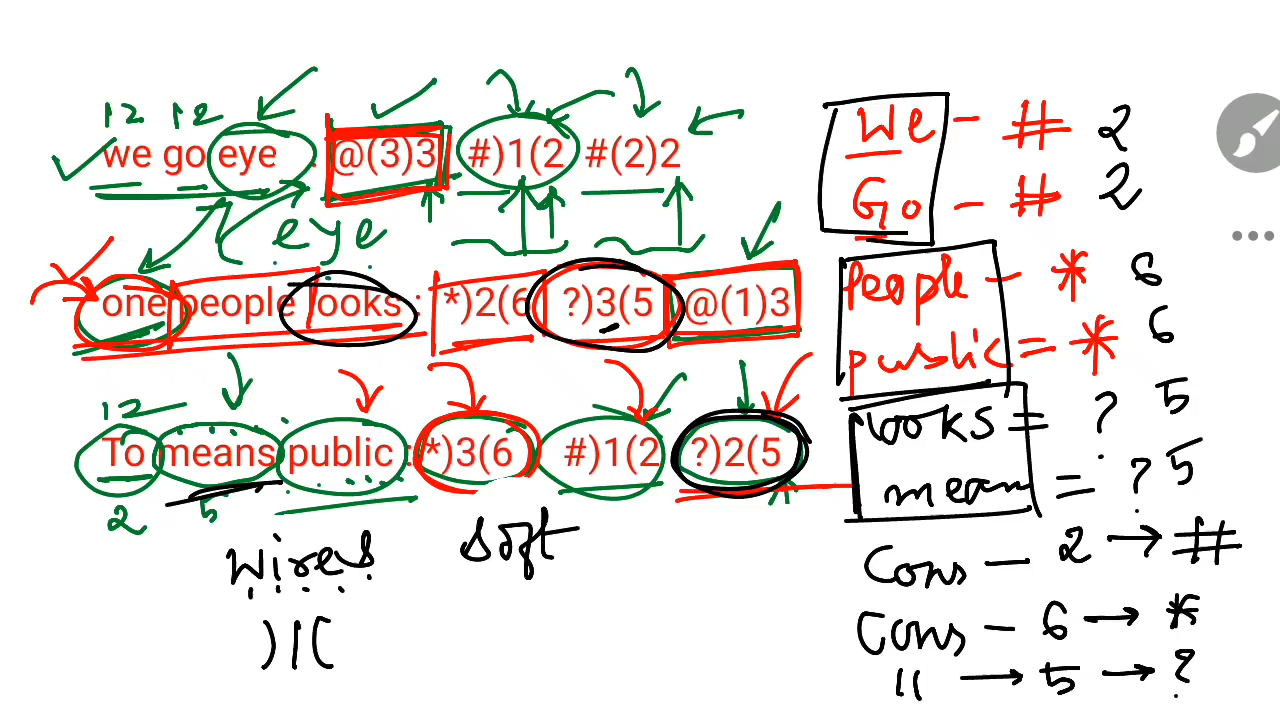 12 12
we go eye : @(3)3 #)1(2 #(2)2
eye
one people looks : *)2(6 ?)3(5 @(1)3
12
To means public : *)3(6 #)1(2 ?)2(5
2 5
wires soft
)|(
We - # 2
Go - # 2
People - * 6
public = * 6
looks = ? 5
mean = ? 5
Cons - 2 → #
Cons - 6 → *
11 → 5 → ?